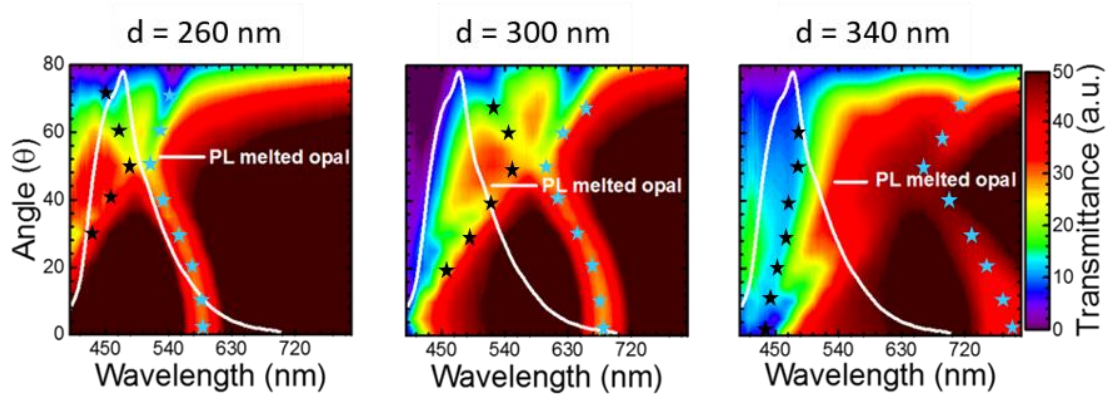 d = 260 nm
d = 300 nm
d = 340 nm
80
60
40
20
0
Angle (θ)
PL melted opal
PL melted opal
PL melted opal
450 540 630 720
450 540 630 720
450 540 630 720
Wavelength (nm)
Wavelength (nm)
Wavelength (nm)
50
40
30
20
10
0
Transmittance (a.u.)